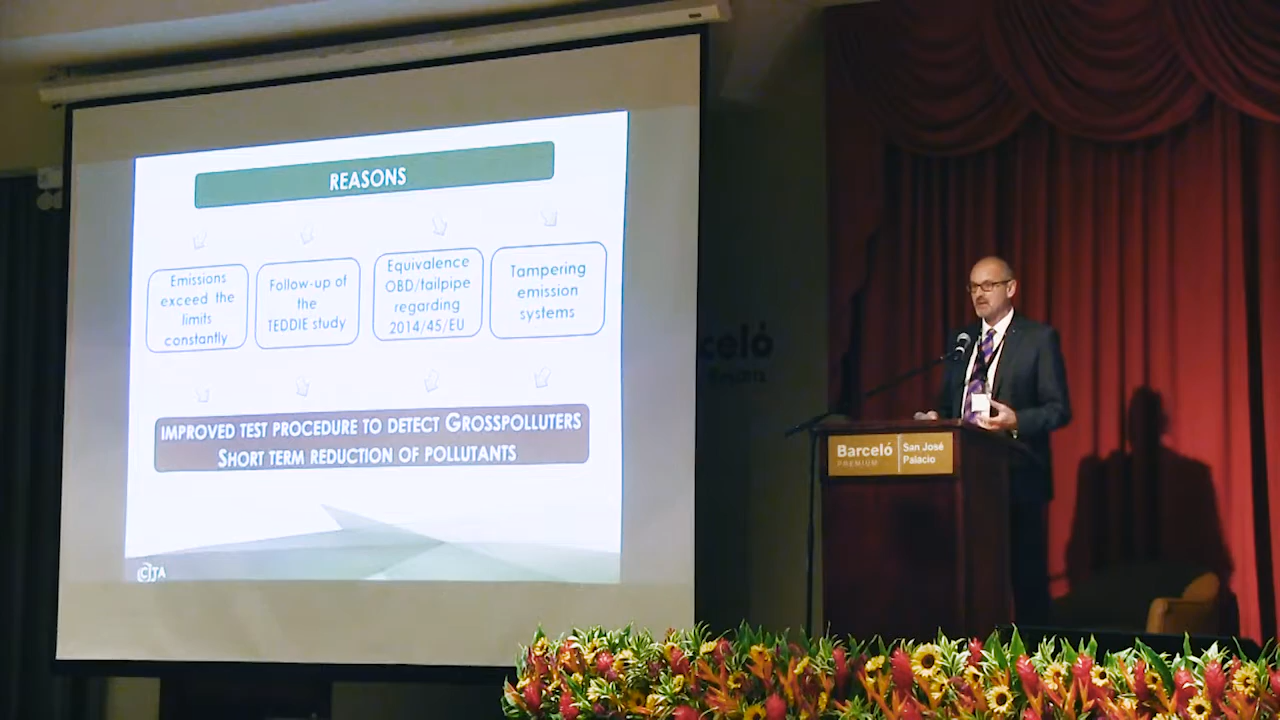 REASONS
Emissions
exceed the
limits
constantly
Follow-up of
the
TEDDIE study
Equivalence
OBD/tailpipe
regarding
2014/45/EU
Tampering
emission
systems
IMPROVED TEST PROCEDURE TO DETECT GROSSPOLLUTERS
SHORT TERM REDUCTION OF POLLUTANTS
CITA
Barceló
PREMIUM
San José
Palacio
celó